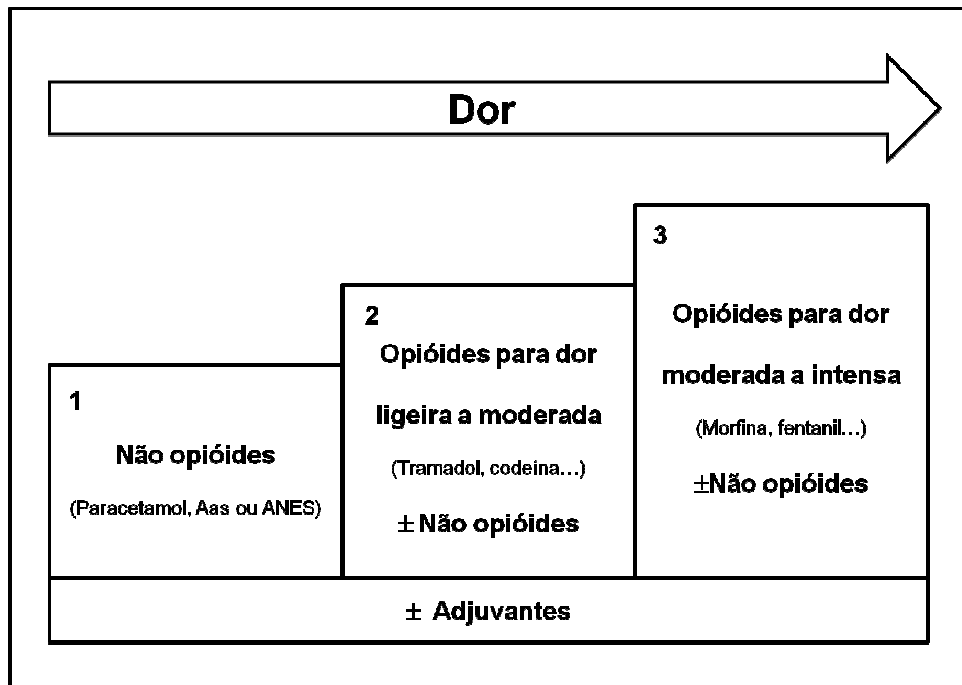 Dor
1
Não opióides
(Paracetamol, Aas ou ANES)
2
Opióides para dor
ligeira a moderada
(Tramadol, codeína…)
± Não opióides
3
Opióides para dor
moderada a intensa
(Morfina, fentanil…)
±Não opióides
± Adjuvantes